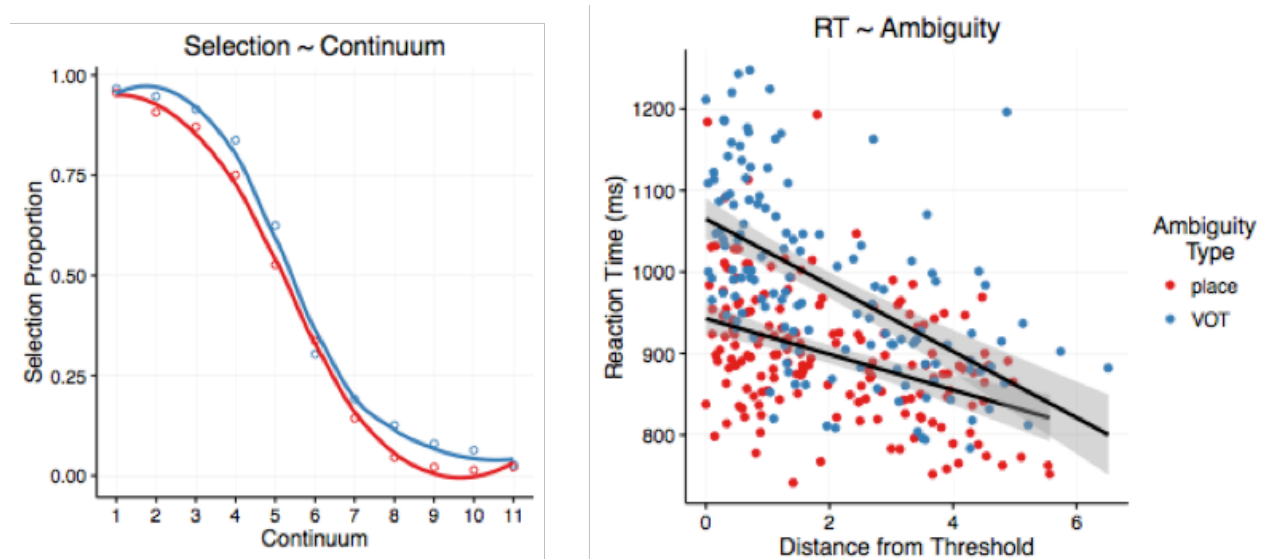 Selection ~ Continuum
1.00
0.75
0.50
0.25
0.00
Selection Proportion
1 2 3 4 5 6 7 8 9 10 11
Continuum
RT ~ Ambiguity
1200
1100
1000
900
800
Reaction Time (ms)
0 2 4 6
Distance from Threshold
Ambiguity
Type
place
VOT